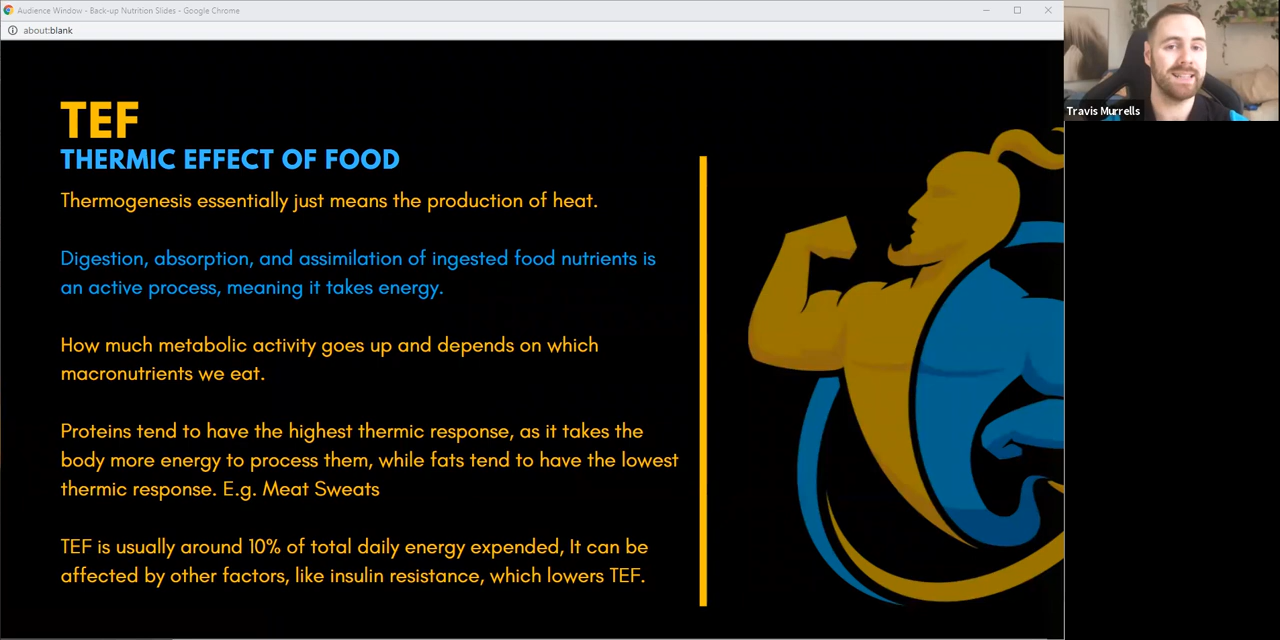 Audience Window - Back-up Nutrition Slides - Google Chrome
about:blank
Travis Murrells
TEF
THERMIC EFFECT OF FOOD
Thermogenesis essentially just means the production of heat.
Digestion, absorption, and assimilation of ingested food nutrients is
an active process, meaning it takes energy.
How much metabolic activity goes up and depends on which
macronutrients we eat.
Proteins tend to have the highest thermic response, as it takes the
body more energy to process them, while fats tend to have the lowest
thermic response. E.g. Meat Sweats
TEF is usually around 10% of total daily energy expended, It can be
affected by other factors, like insulin resistance, which lowers TEF.